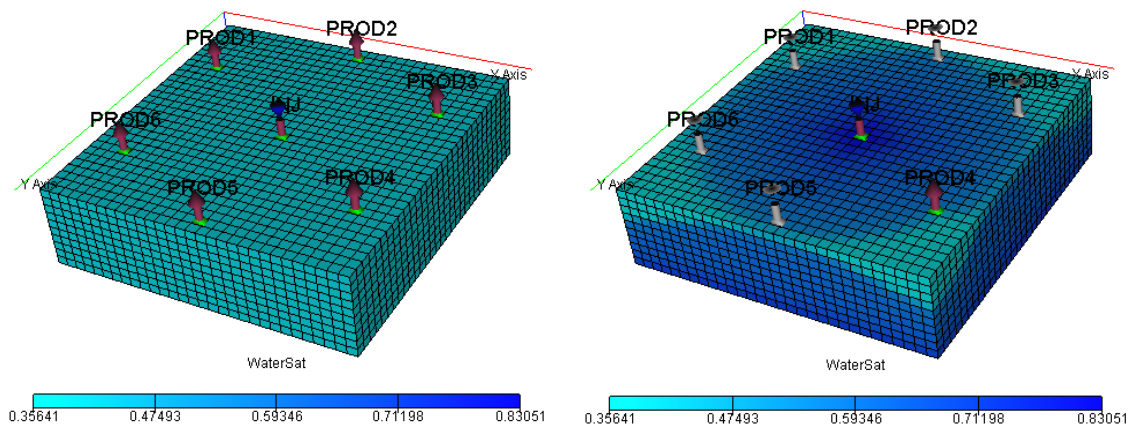 PROD1 PROD2
X Axis
PROD3
INJ
PROD6
Y Axis
PROD5 PROD4
WaterSat
0.35641 0.47493 0.59346 0.71198 0.83051
PROD1 PROD2
X Axis
PROD3
INJ
PROD6
Y Axis
PROD5 PROD4
WaterSat
0.35641 0.47493 0.59346 0.71198 0.83051